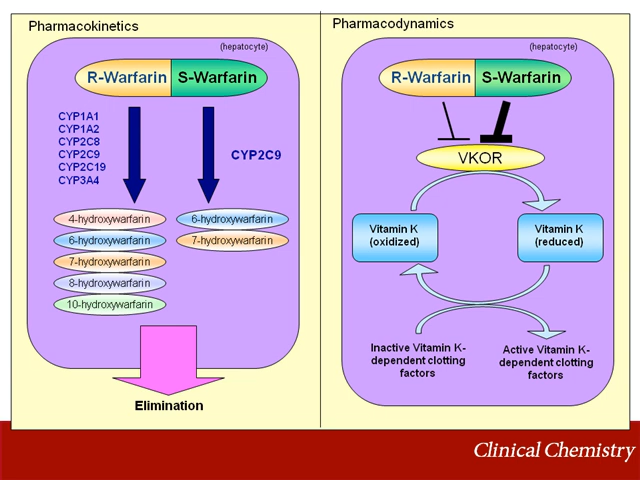 Pharmacokinetics
(hepatocyte)
R-Warfarin
S-Warfarin
CYP1A1
CYP1A2
CYP2C8
CYP2C9
CYP2C19
CYP3A4
CYP2C9
4-hydroxywarfarin
6-hydroxywarfarin
7-hydroxywarfarin
8-hydroxywarfarin
10-hydroxywarfarin
6-hydroxywarfarin
7-hydroxywarfarin
Elimination
Pharmacodynamics
(hepatocyte)
R-Warfarin
S-Warfarin
VKOR
Vitamin K
(oxidized)
Vitamin K
(reduced)
Inactive Vitamin K-
dependent clotting
factors
Active Vitamin K-
dependent clotting
factors
Clinical Chemistry